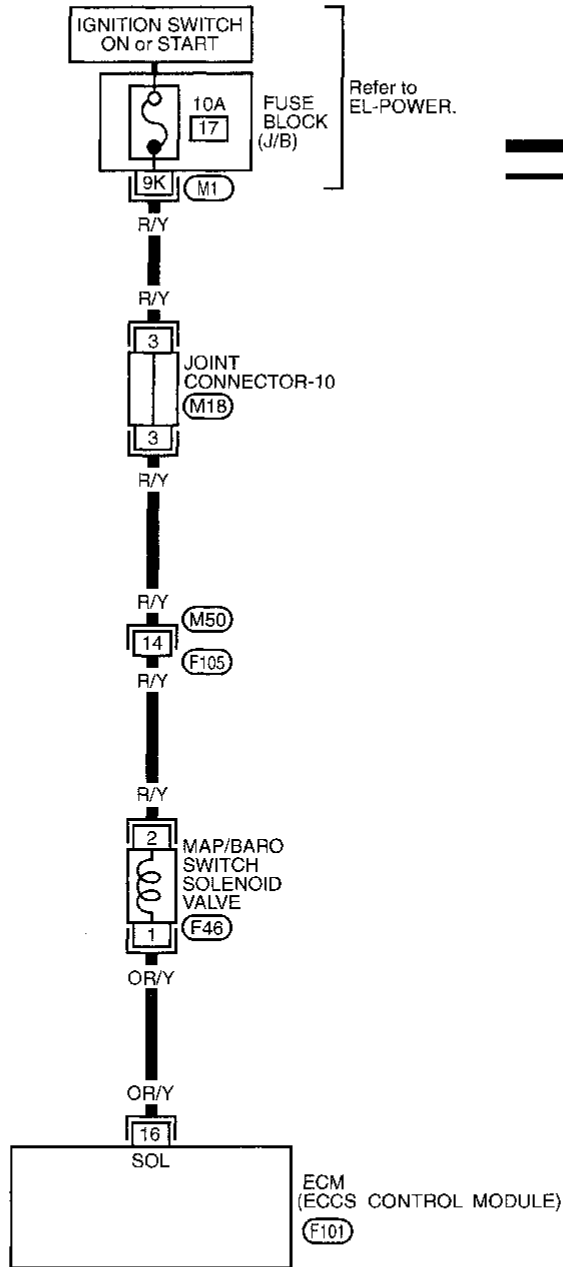 IGNITION SWITCH
ON or START
10A
17
FUSE
BLOCK
(J/B)
Refer to
EL-POWER.
9K
M1
R/Y
R/Y
3
JOINT
CONNECTOR-10
M18
3
R/Y
R/Y
M50
14
F105
R/Y
R/Y
2
MAP/BARO
SWITCH
SOLENOID
VALVE
1
F46
OR/Y
OR/Y
16
SOL
ECM
(ECCS CONTROL MODULE)
F101